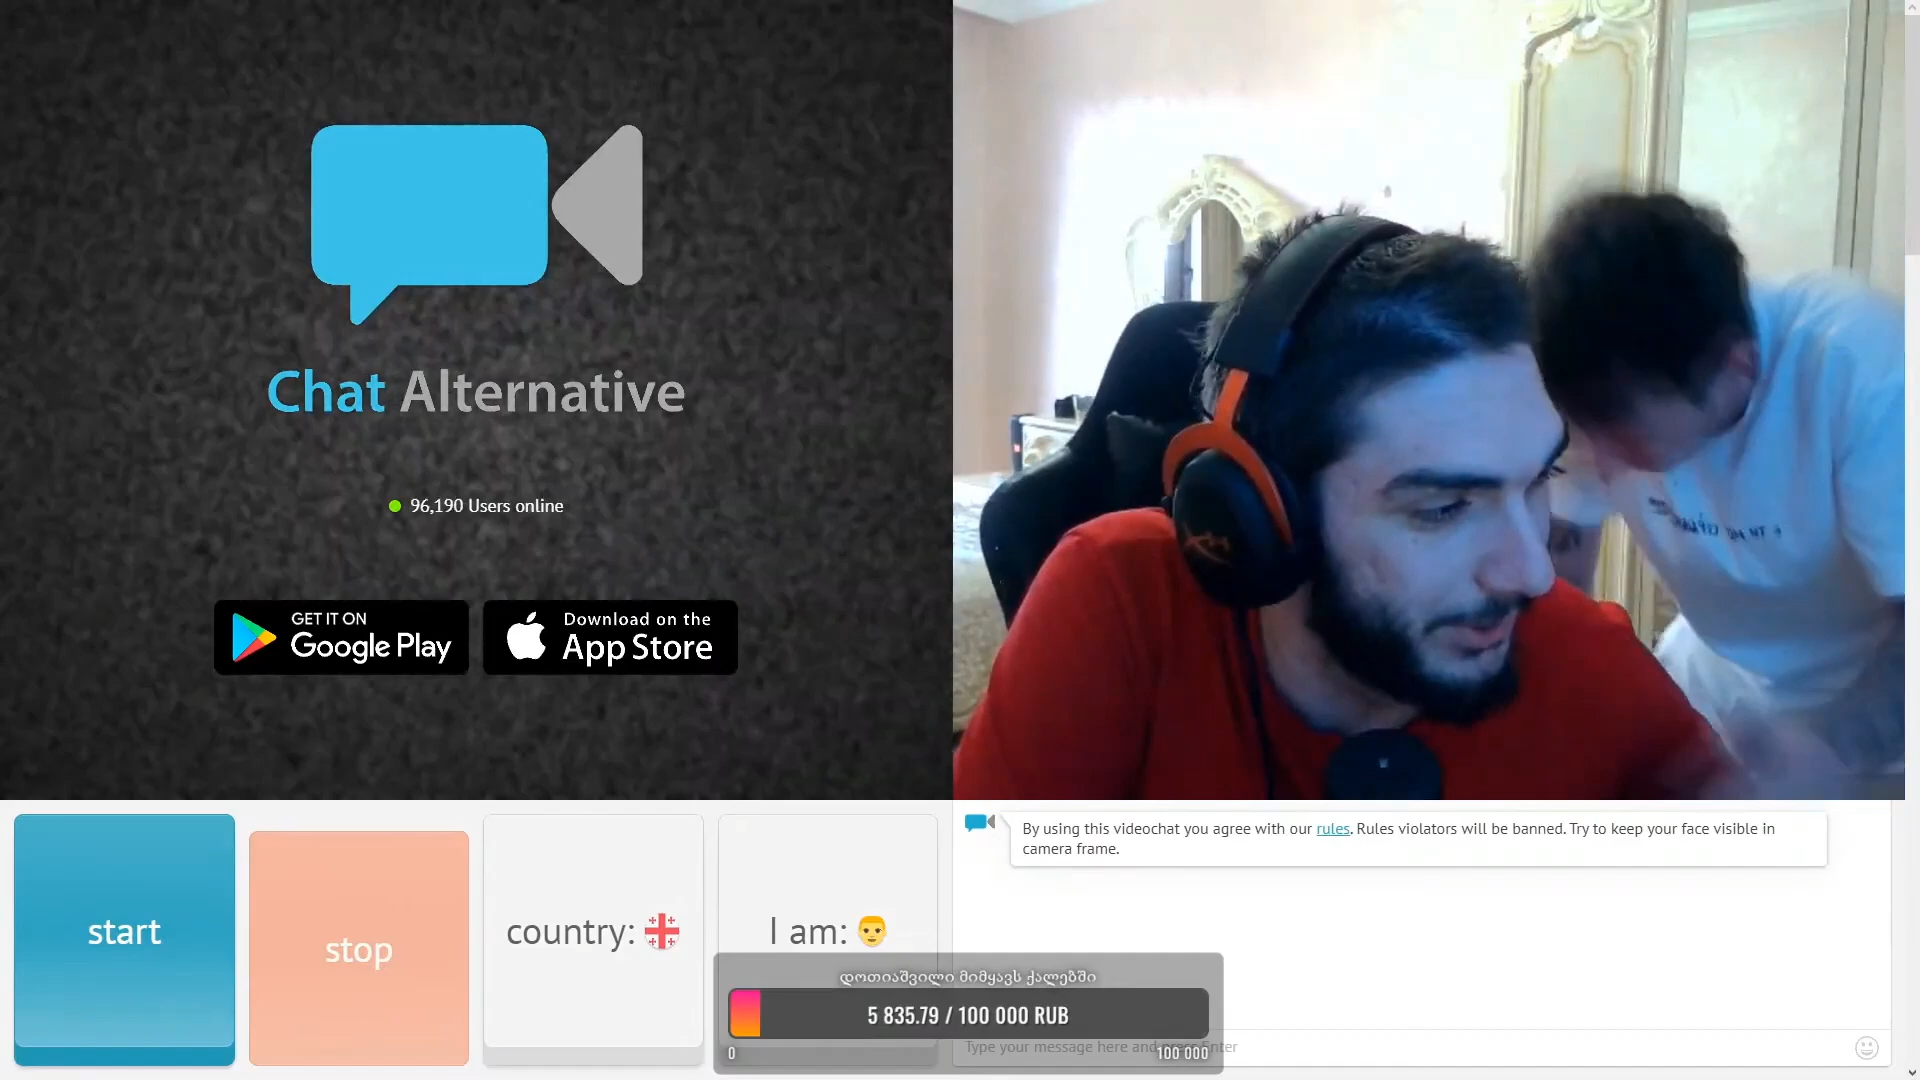 Chat Alternative
96,190 Users online
GET IT ON
Google Play
Download on the
App Store
start
stop
country:
I am:
By using this videochat you agree with our rules. Rules violators will be banned. Try to keep your face visible in
camera frame.
დოთიაშვილი მიმყავს ქალებში
5 835.79 / 100 000 RUB
0
100 000
Type your message here and press Enter